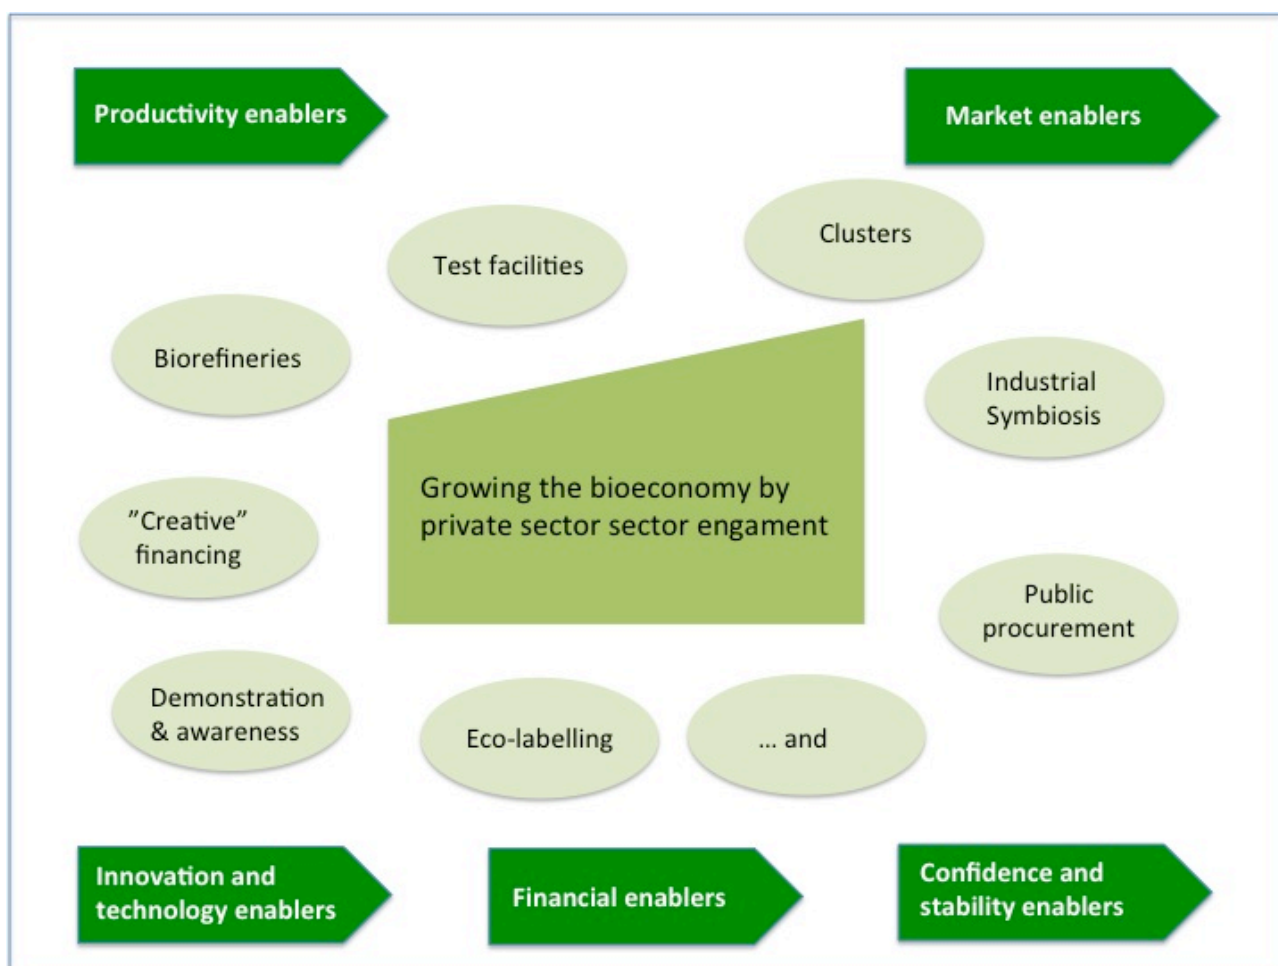 Productivity enablers
Market enablers
Clusters
Test facilities
Biorefineries
Industrial
Symbiosis
Growing the bioeconomy by
private sector sector engament
”Creative”
financing
Public
procurement
Demonstration
& awareness
Eco-labelling
... and
Innovation and
technology enablers
Financial enablers
Confidence and
stability enablers